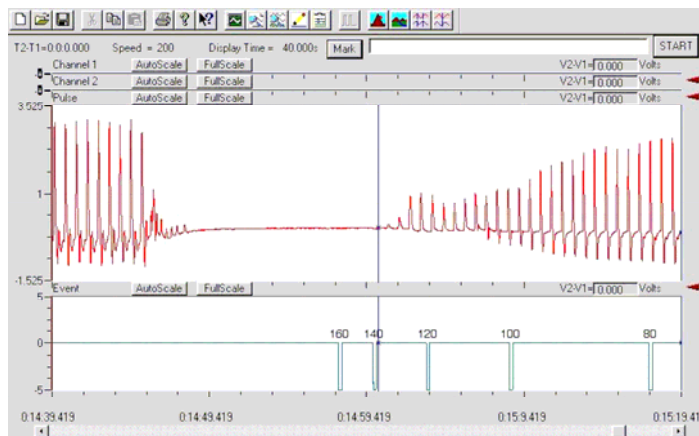 T2-T1=0:0:0.000 Speed = 200 Display Time = 40.000s Mark START
Channel 1 AutoScale FullScale V2-V1= 0.000 Volts
Channel 2 AutoScale FullScale V2-V1= 0.000 Volts
Pulse AutoScale FullScale V2-V1= 0.000 Volts
3.525
1
-1.525
Event AutoScale FullScale V2-V1= 0.000 Volts
5
160 140 120 100 80
0
-5
0:14:39.419 0:14:49.419 0:14:59.419 0:15:9.419 0:15:19.41